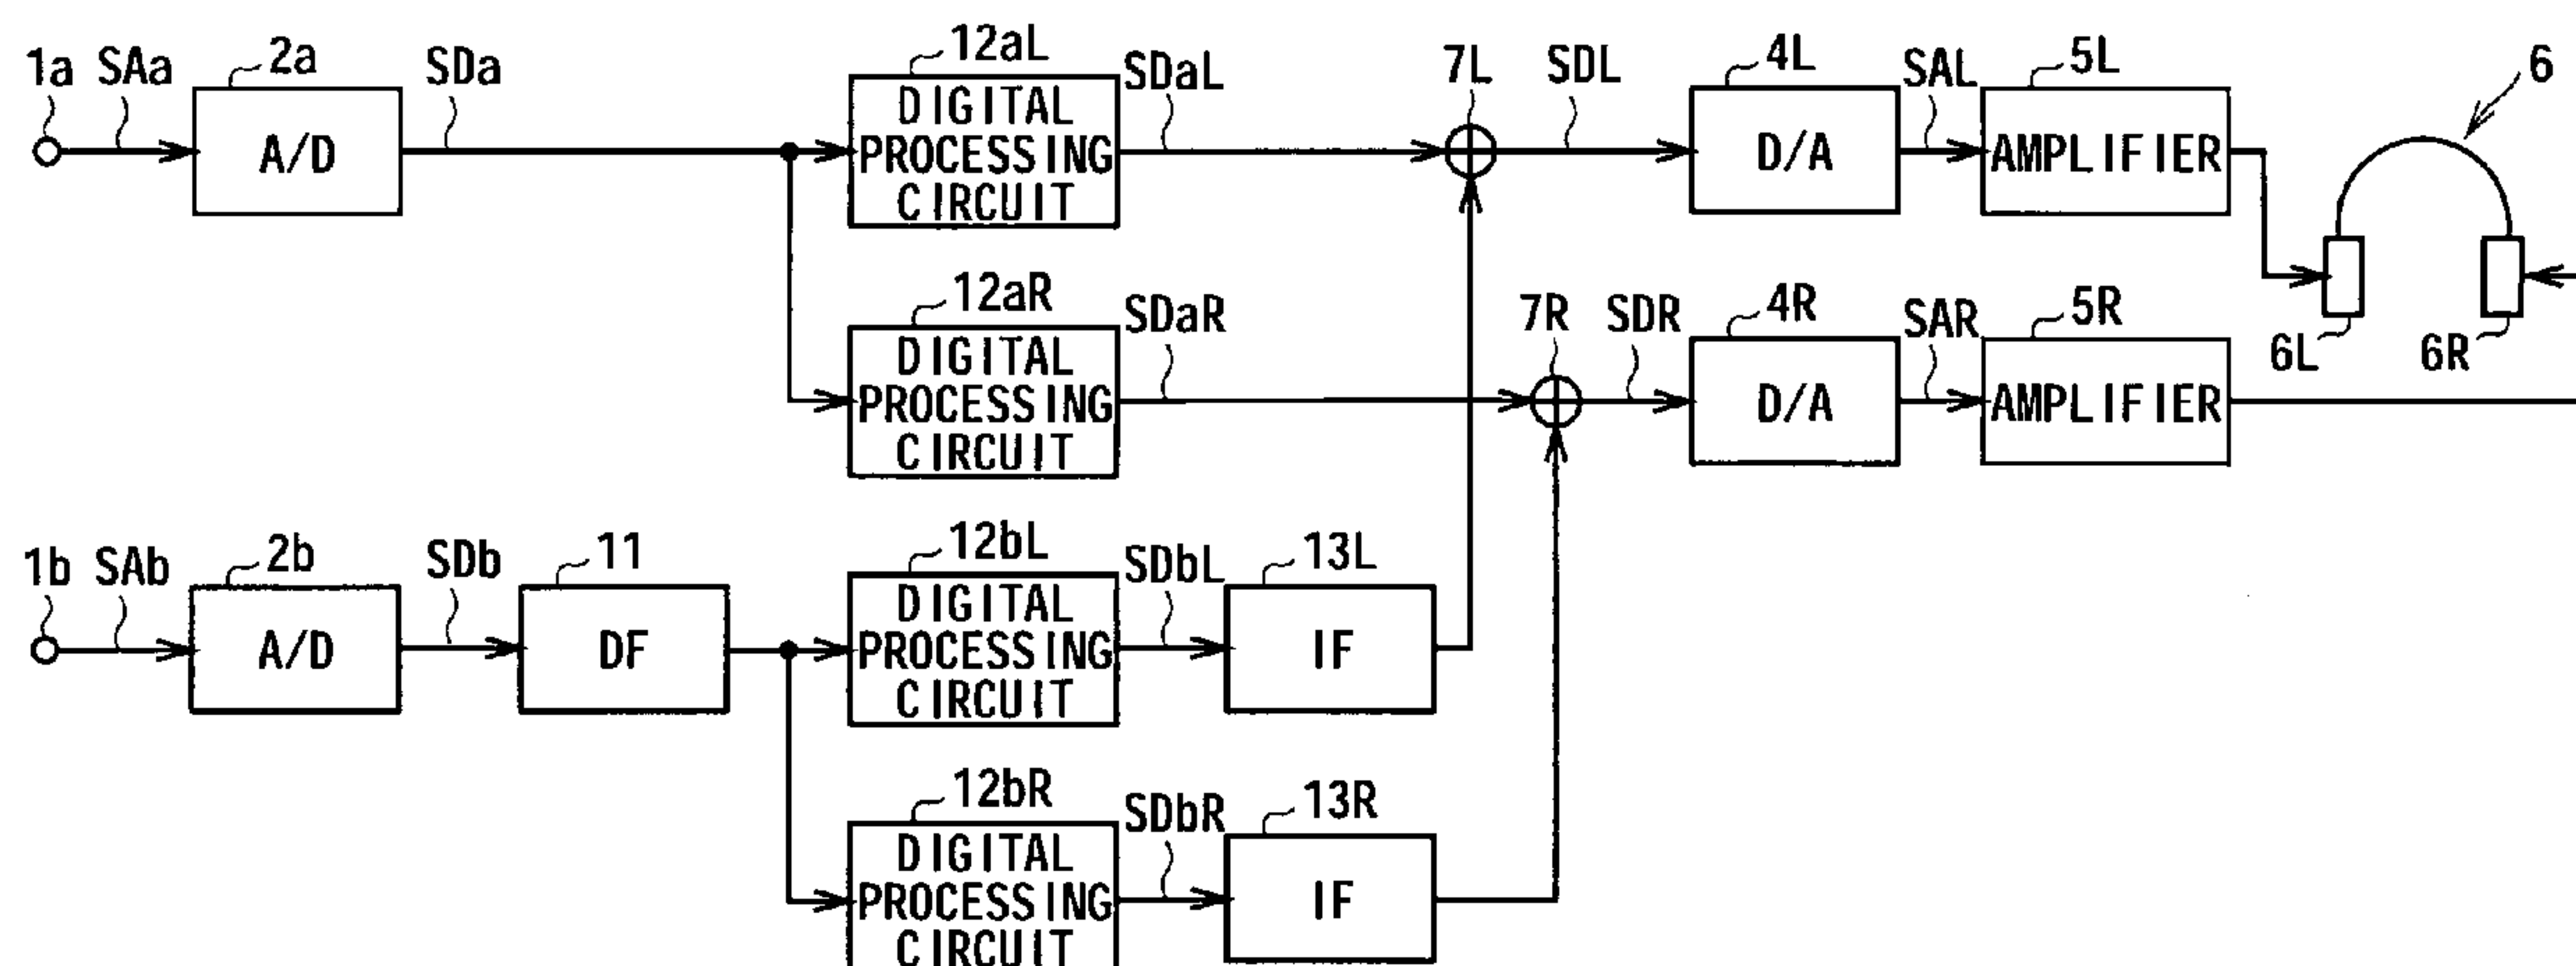 1a SAa 2a SDa 12aL SDaL 7L SDL 4L SAL 5L 6
A/D
DIGITAL
PROCESSING
CIRCUIT
D/A
AMPLIFIER
12aR SDaR 7R SDR 4R SAR 5R 6L 6R
DIGITAL
PROCESSING
CIRCUIT
D/A
AMPLIFIER
1b SAb 2b SDb 11 12bL SDbL 13L
A/D
DF
DIGITAL
PROCESSING
CIRCUIT
IF
12bR SDbR 13R
DIGITAL
PROCESSING
CIRCUIT
IF